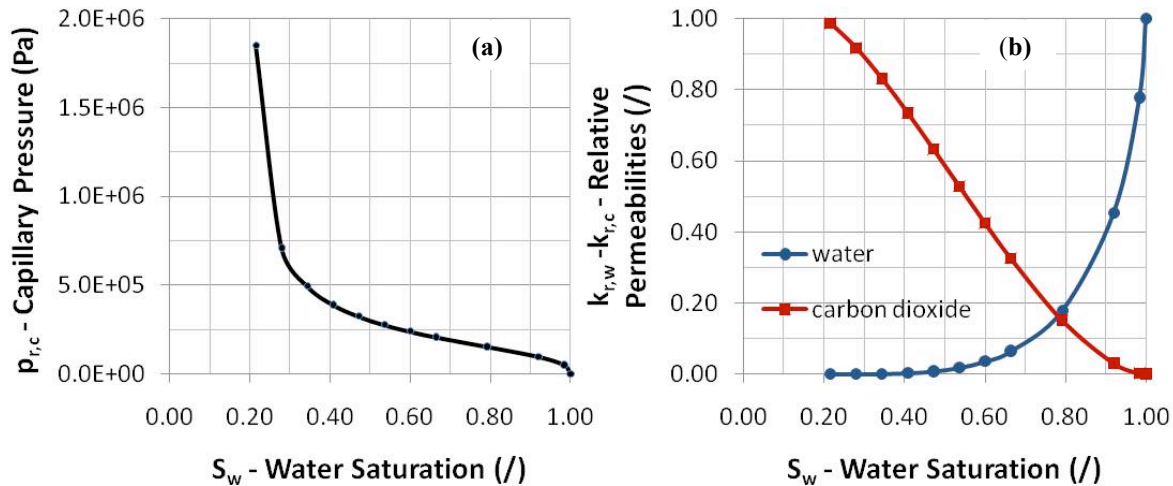 (a)
p_r,c - Capillary Pressure (Pa)
2.0E+06
1.5E+06
1.0E+06
5.0E+05
0.0E+00
0.00 0.20 0.40 0.60 0.80 1.00
S_w - Water Saturation (/)
(b)
k_r,w -k_r,c - Relative
Permeabilities (/)
1.00
0.80
0.60
0.40
0.20
0.00
water
carbon dioxide
0.00 0.20 0.40 0.60 0.80 1.00
S_w - Water Saturation (/)